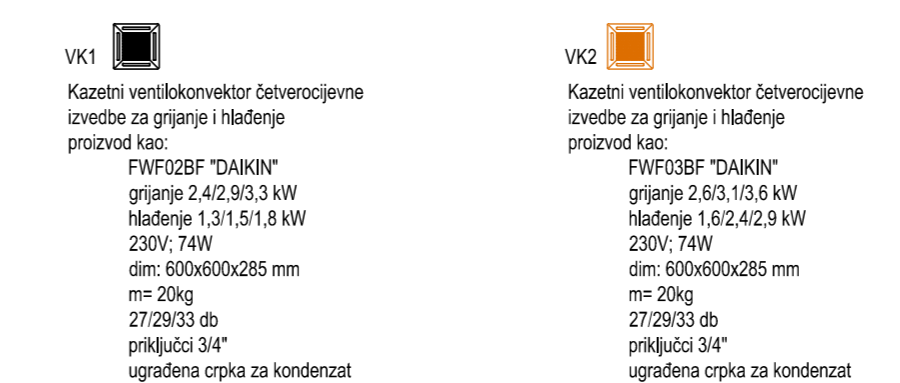 VK1
Kazetni ventilokonvektor četverocijevne
izvedbe za grijanje i hlađenje
proizvod kao:
FWF02BF "DAIKIN"
grijanje 2,4/2,9/3,3 kW
hlađenje 1,3/1,5/1,8 kW
230V; 74W
dim: 600x600x285 mm
m= 20kg
27/29/33 db
priključci 3/4"
ugrađena crpka za kondenzat
VK2
Kazetni ventilokonvektor četverocijevne
izvedbe za grijanje i hlađenje
proizvod kao:
FWF03BF "DAIKIN"
grijanje 2,6/3,1/3,6 kW
hlađenje 1,6/2,4/2,9 kW
230V; 74W
dim: 600x600x285 mm
m= 20kg
27/29/33 db
priključci 3/4"
ugrađena crpka za kondenzat